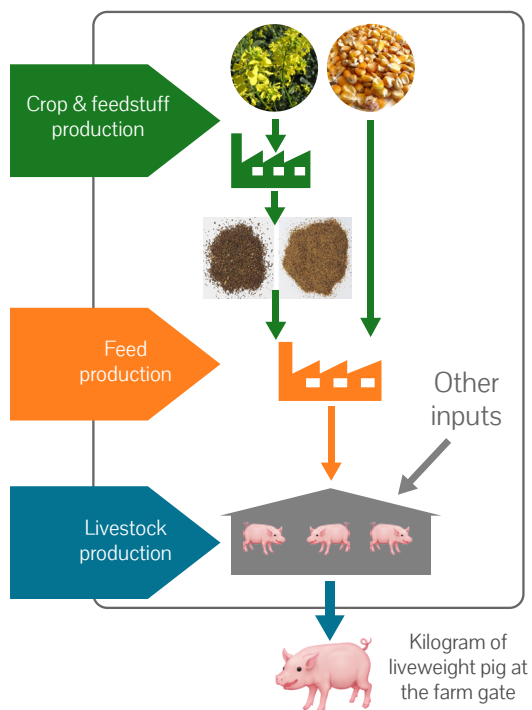 Crop & feedstuff
production
Feed
production
Other
inputs
Livestock
production
Kilogram of
liveweight pig at
the farm gate